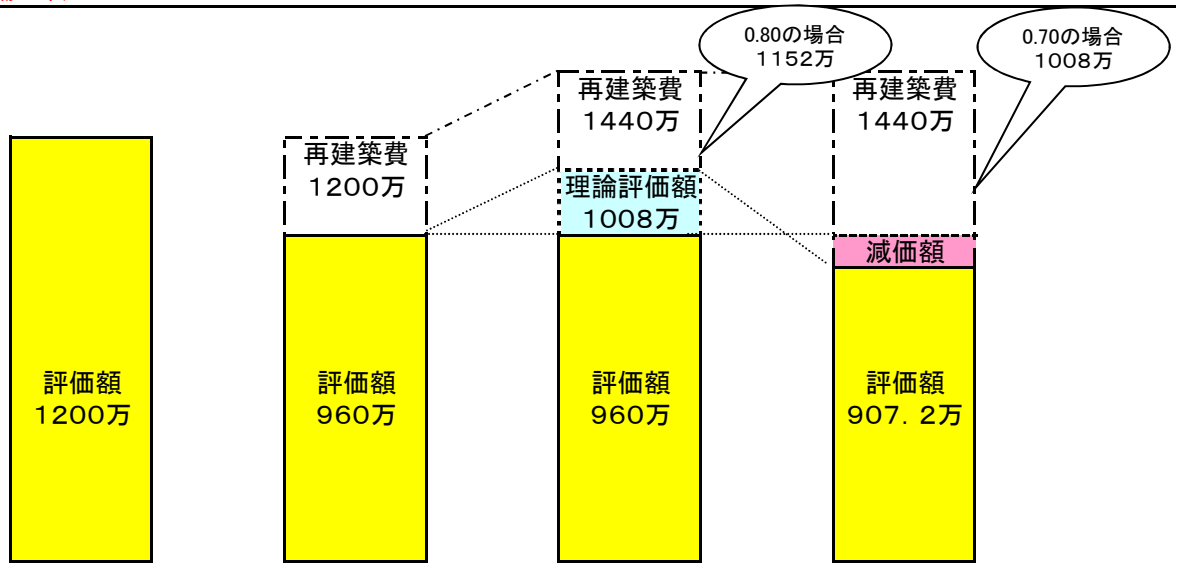 0.80の場合
1152万
0.70の場合
1008万
再建築費
1200万
再建築費
1440万
再建築費
1440万
理論評価額
1008万
減価額
評価額
1200万
評価額
960万
評価額
960万
評価額
907.2万